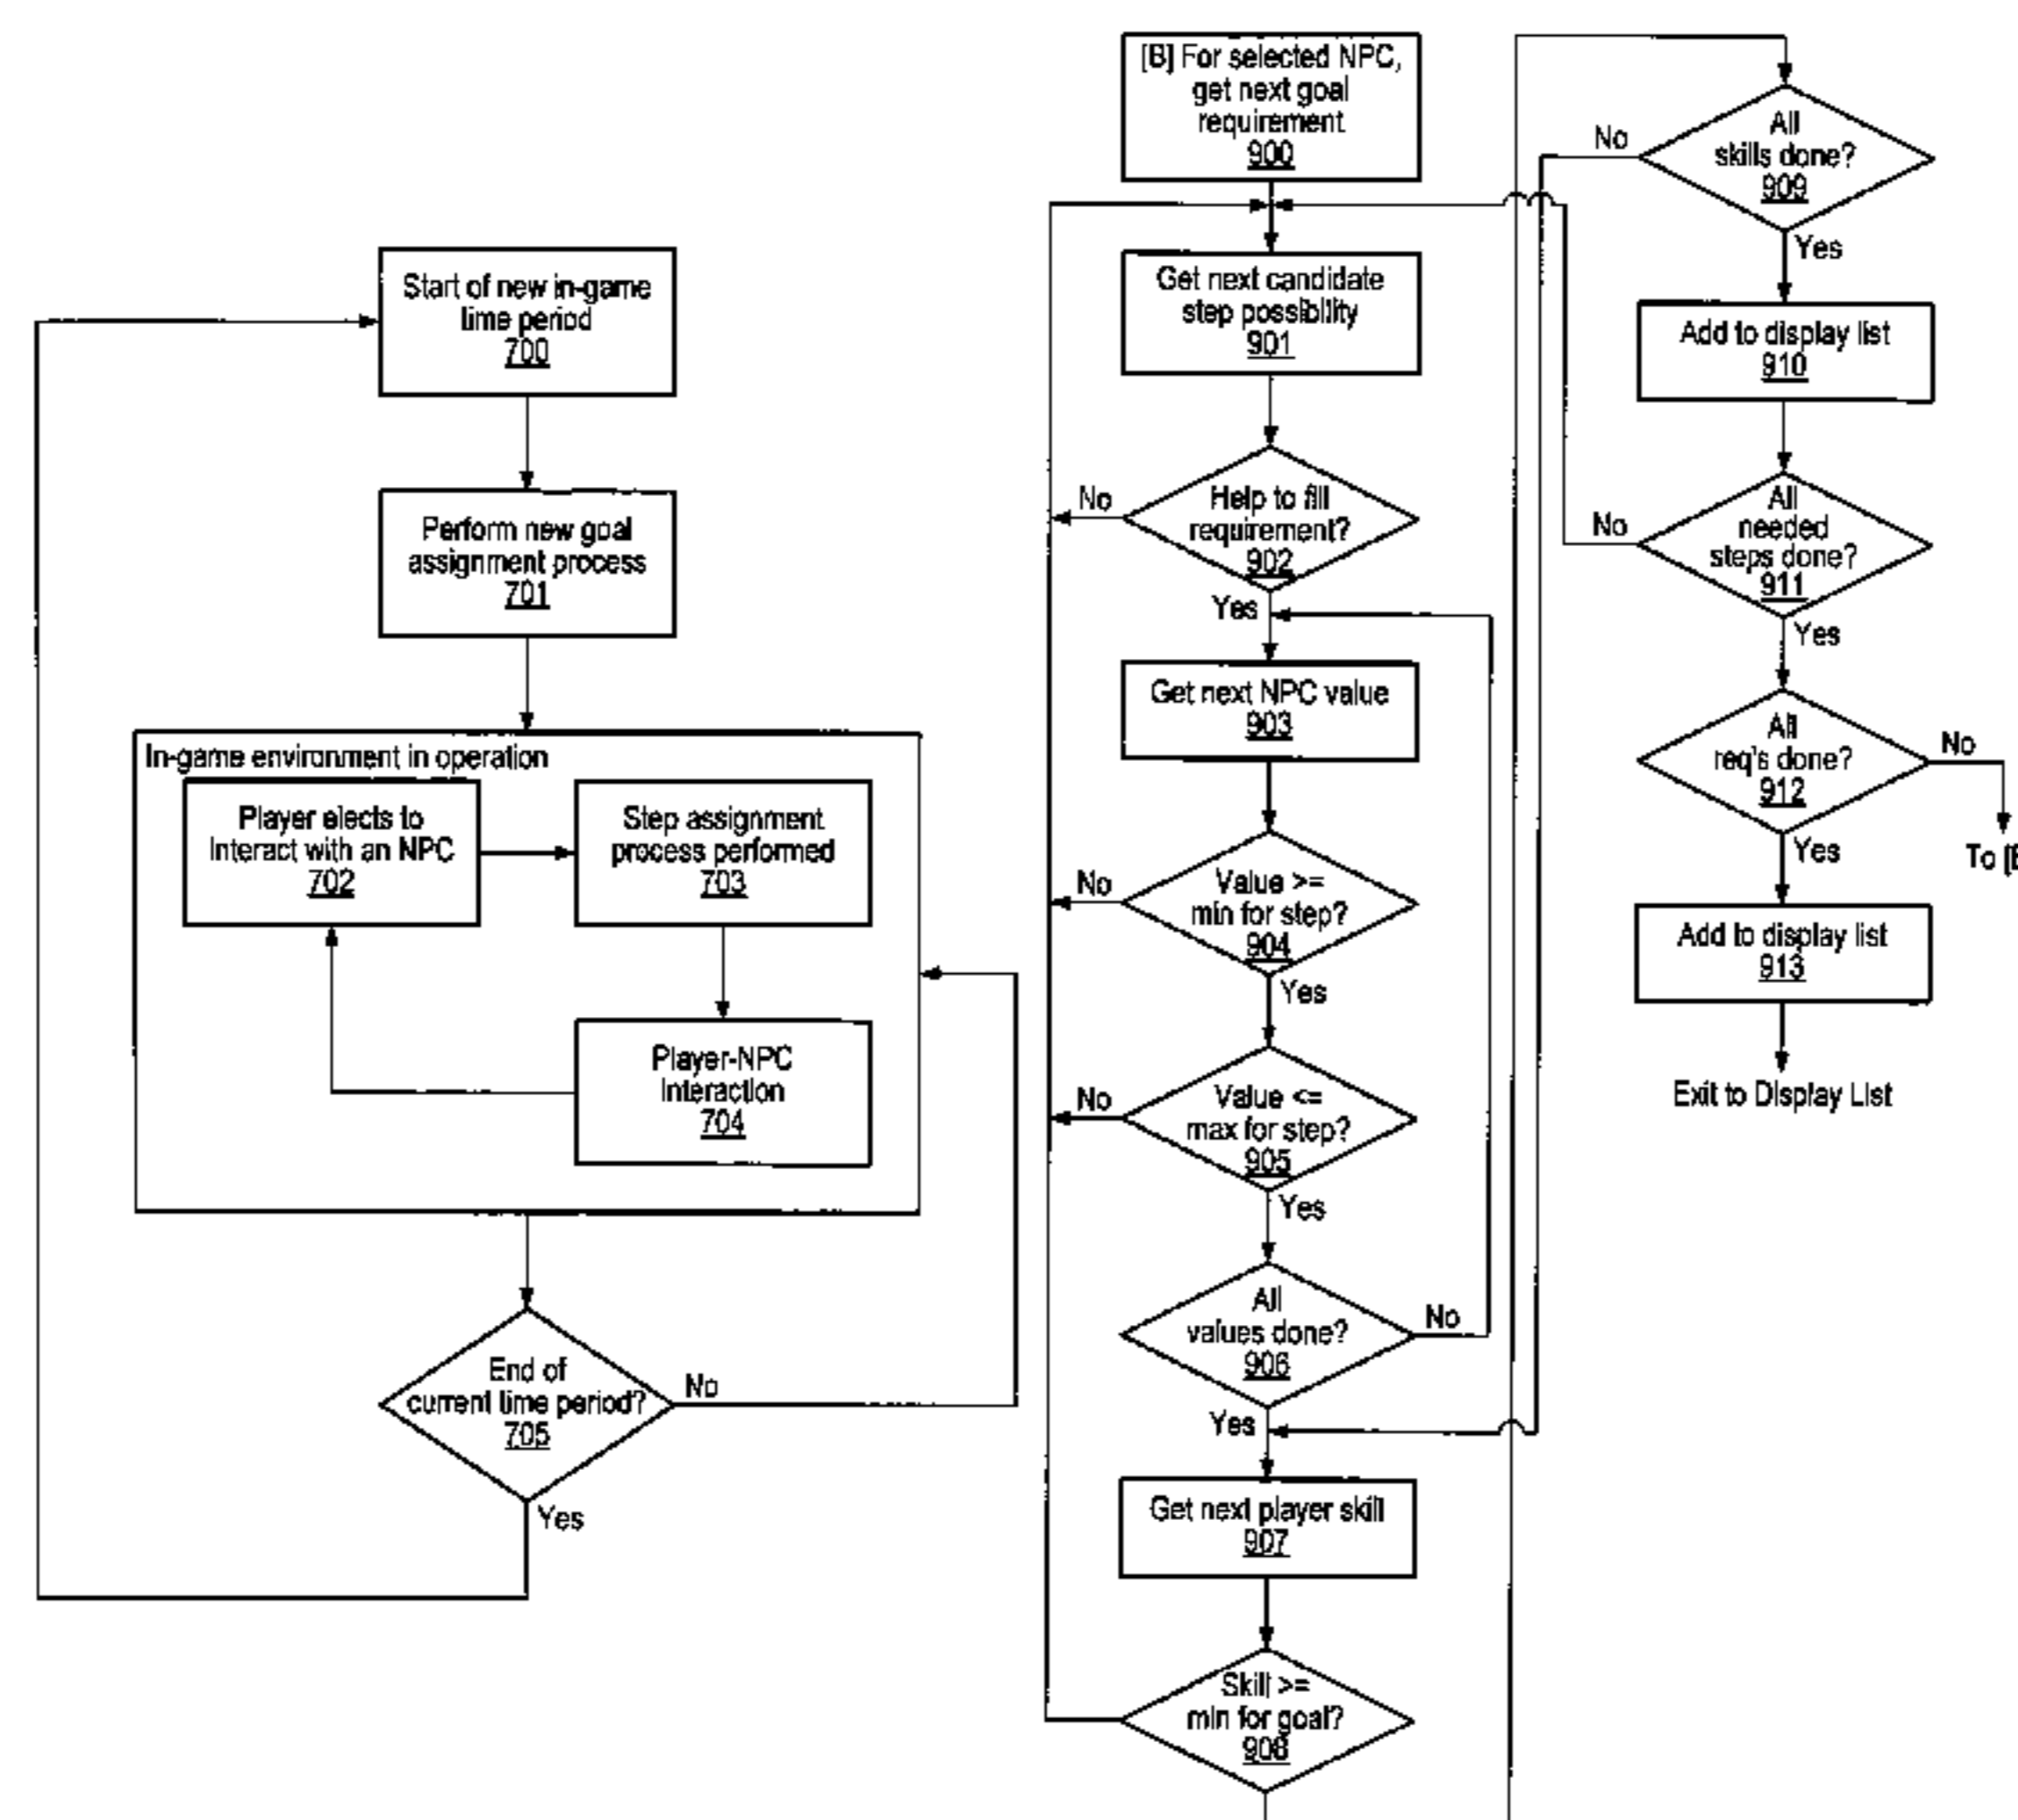 Start of new in-game
time period
700
Perform new goal
assignment process
701
In-game environment in operation
Player elects to
Interact with an NPC
702
Step assignment
process performed
703
Player-NPC
Interaction
704
End of
current time period?
705
No
Yes
[B] For selected NPC,
get next goal
requirement
900
Get next candidate
step possibility
901
Help to fill
requirement?
902
No
Yes
Get next NPC value
903
Value >=
min for step?
904
No
Yes
Value <=
max for step?
905
No
Yes
All
values done?
906
No
Yes
Get next player skill
907
Skill >=
min for goal?
908
All
skills done?
909
No
Yes
Add to display list
910
All
needed
steps done?
911
No
Yes
All
req's done?
912
No
To
Yes
Add to display list
913
Exit to Display List